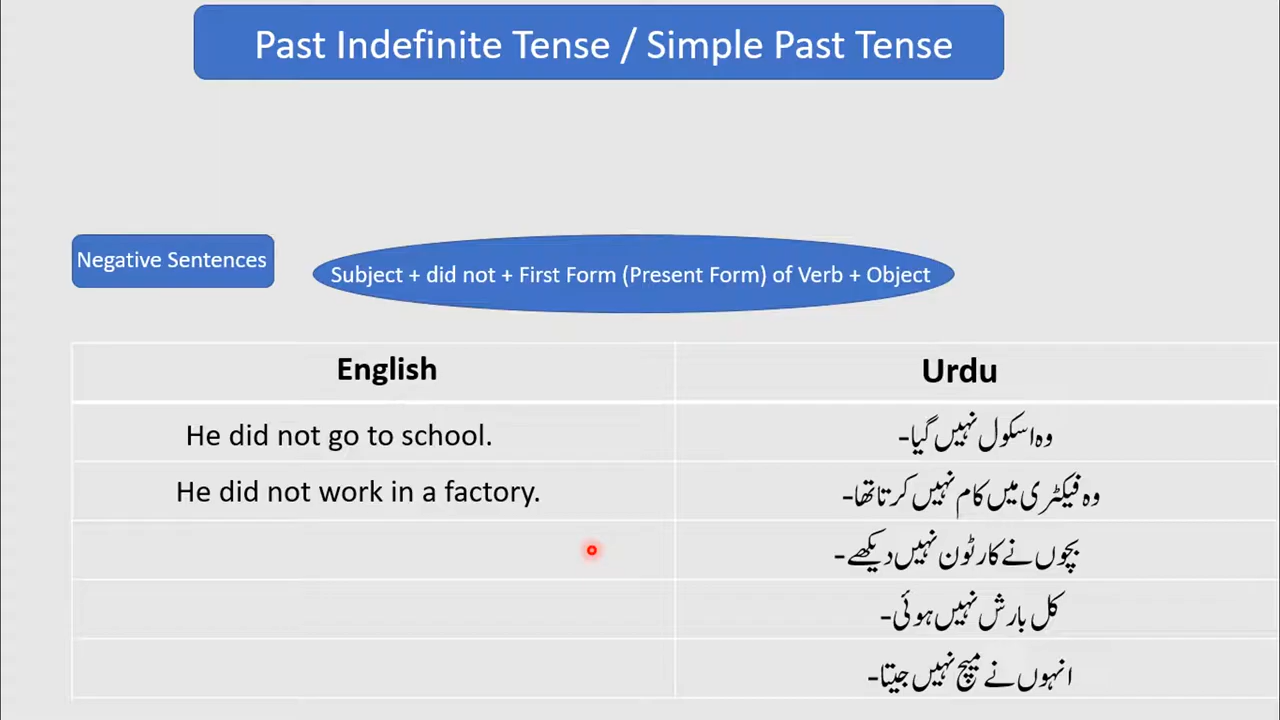 Past Indefinite Tense / Simple Past Tense
Negative Sentences
Subject + did not + First Form (Present Form) of Verb + Object
English
Urdu
He did not go to school.
وہ اسکول نہیں گیا-
He did not work in a factory.
وہ فیکٹری میں کام نہیں کرتا تھا-
بچوں نے کارٹون نہیں دیکھے-
کل بارش نہیں ہوئی-
انہوں نے میچ نہیں جیتا-